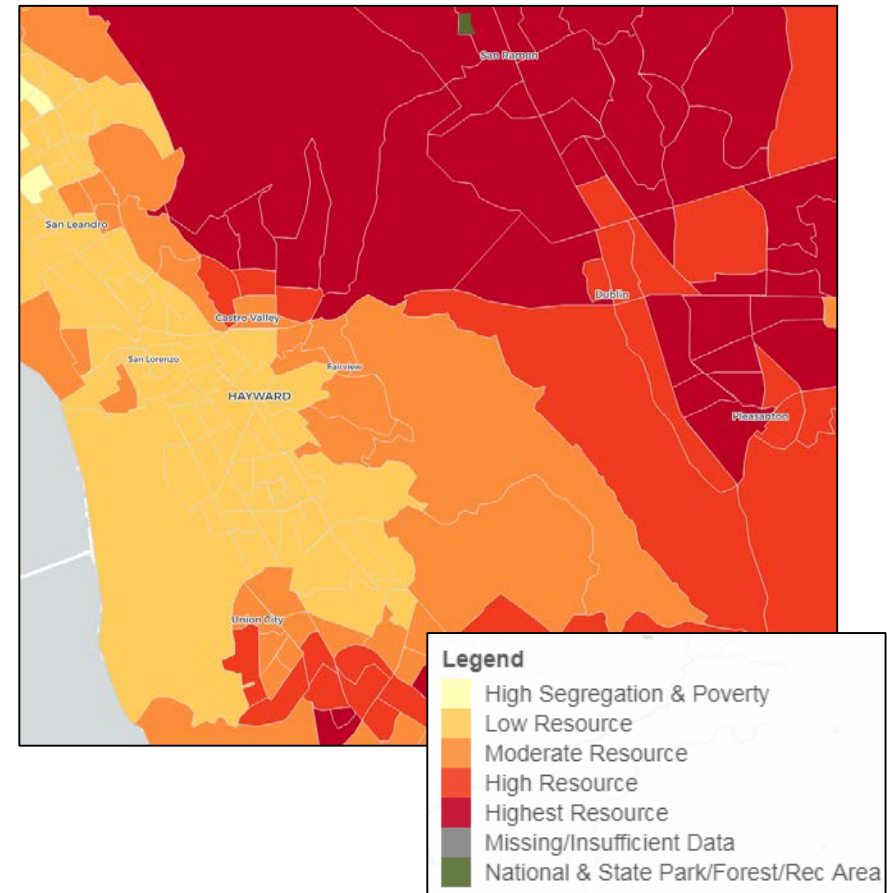 San Ramon
San Leandro
Dublin
Castro Valley
San Lorenzo
Fairview
HAYWARD
Pleasanton
Union City
Legend
High Segregation & Poverty
Low Resource
Moderate Resource
High Resource
Highest Resource
Missing/Insufficient Data
National & State Park/Forest/Rec Area